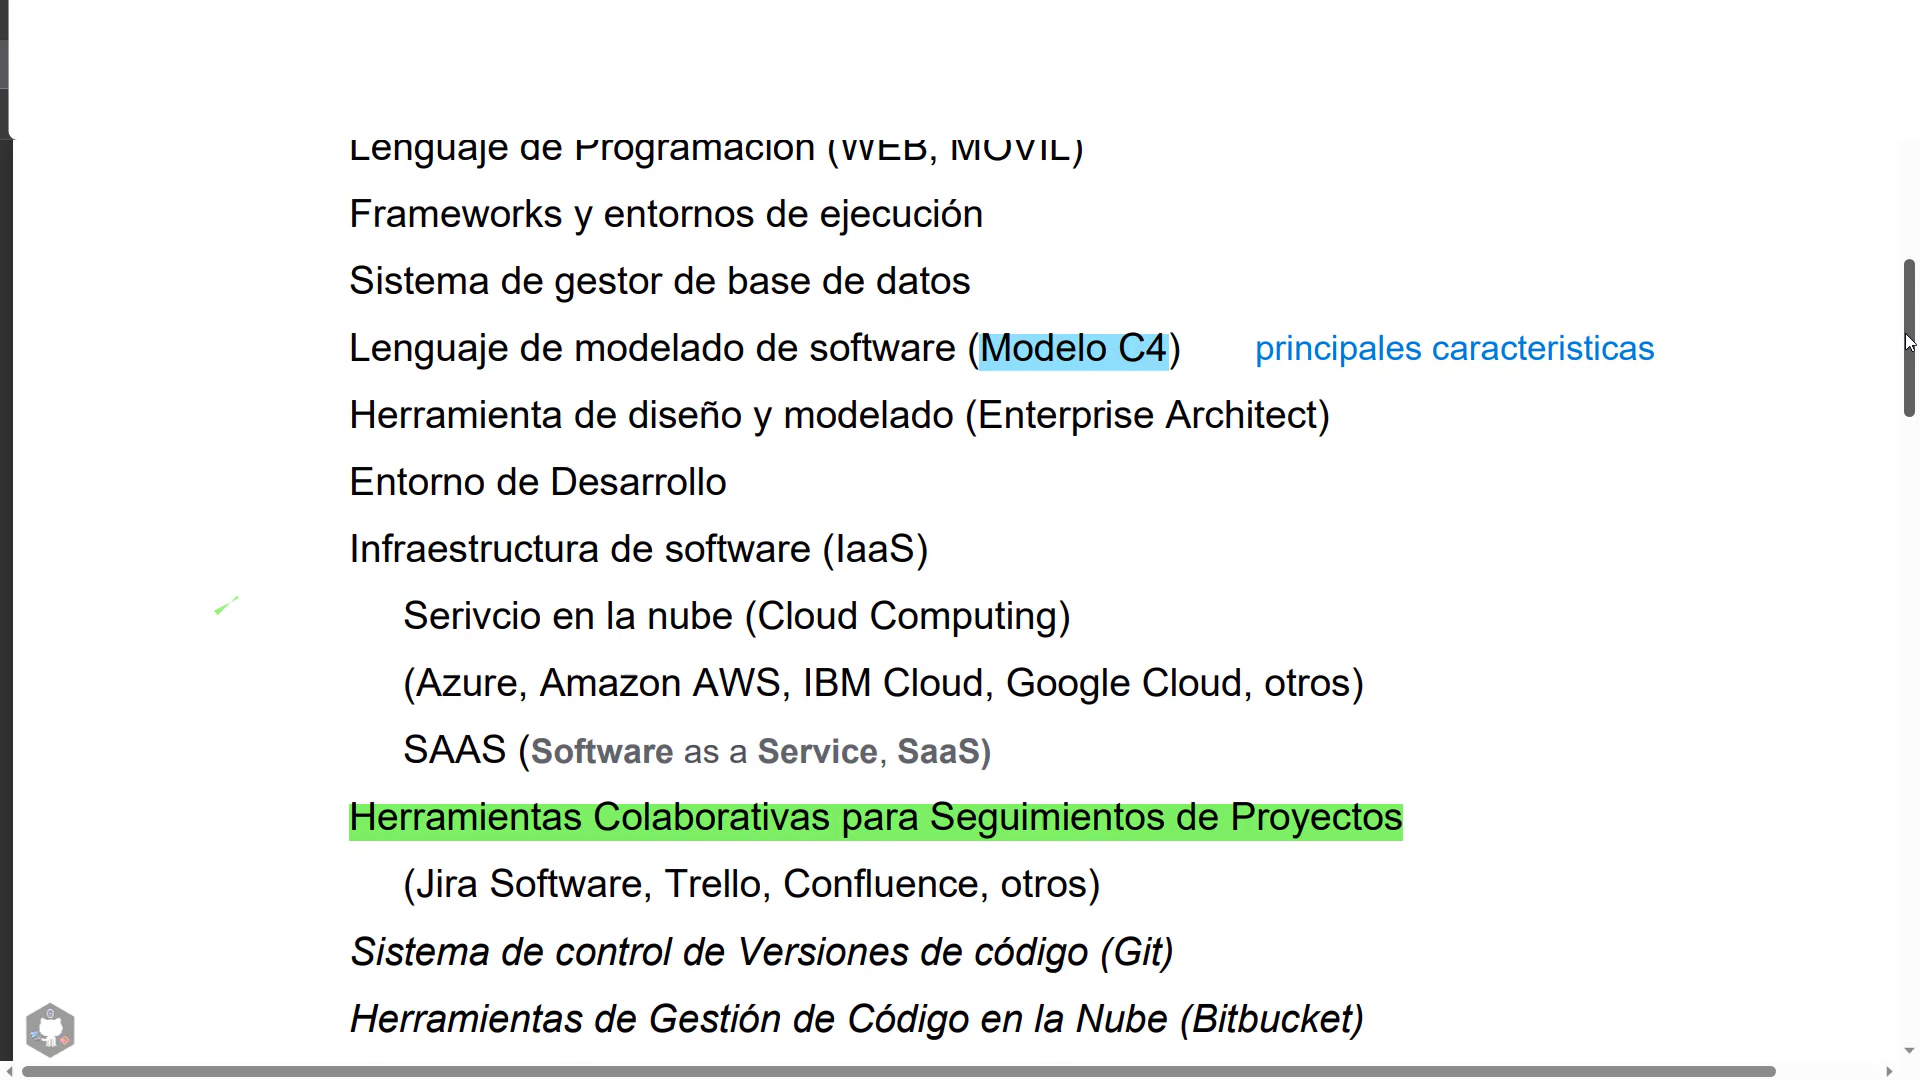 Lenguaje de Programación (WEB, MOVIL)
Frameworks y entornos de ejecución
Sistema de gestor de base de datos
Lenguaje de modelado de software (Modelo C4) principales caracteristicas
Herramienta de diseño y modelado (Enterprise Architect)
Entorno de Desarrollo
Infraestructura de software (IaaS)
Serivcio en la nube (Cloud Computing)
(Azure, Amazon AWS, IBM Cloud, Google Cloud, otros)
SAAS (Software as a Service, SaaS)
Herramientas Colaborativas para Seguimientos de Proyectos
(Jira Software, Trello, Confluence, otros)
Sistema de control de Versiones de código (Git)
Herramientas de Gestión de Código en la Nube (Bitbucket)